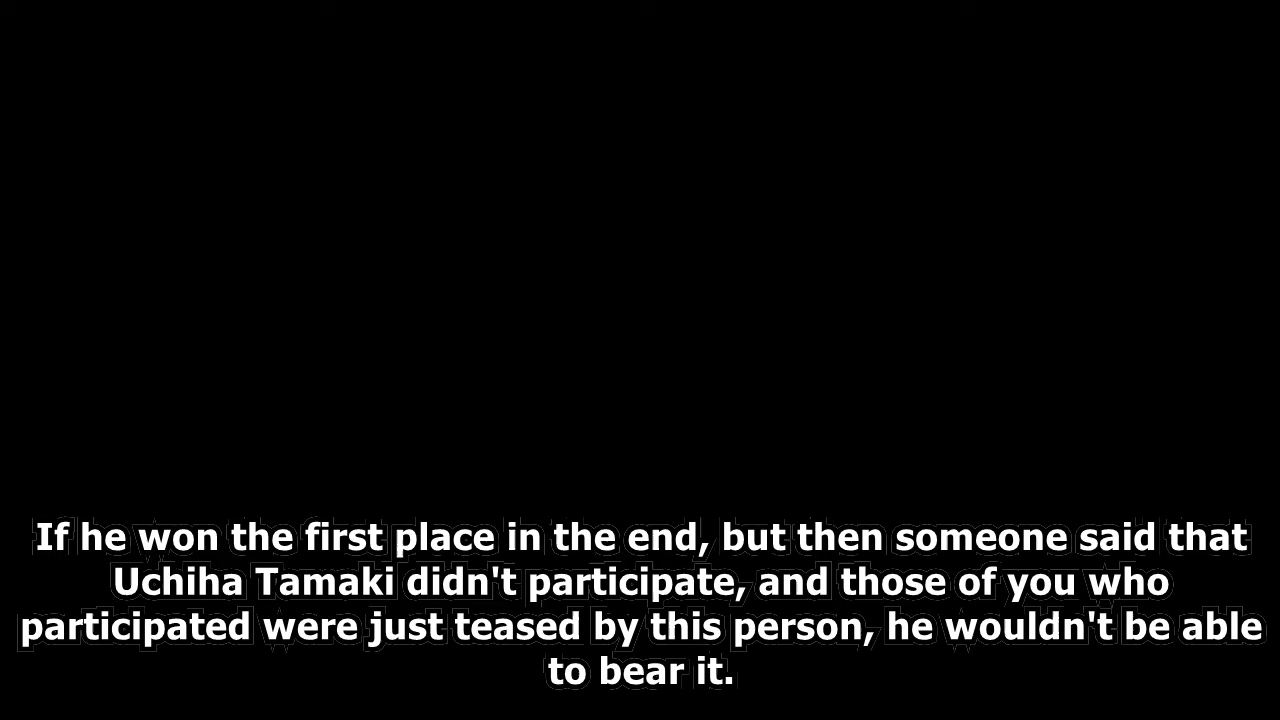 If he won the first place in the end, but then someone said that
Uchiha Tamaki didn't participate, and those of you who
participated were just teased by this person, he wouldn't be able
to bear it.